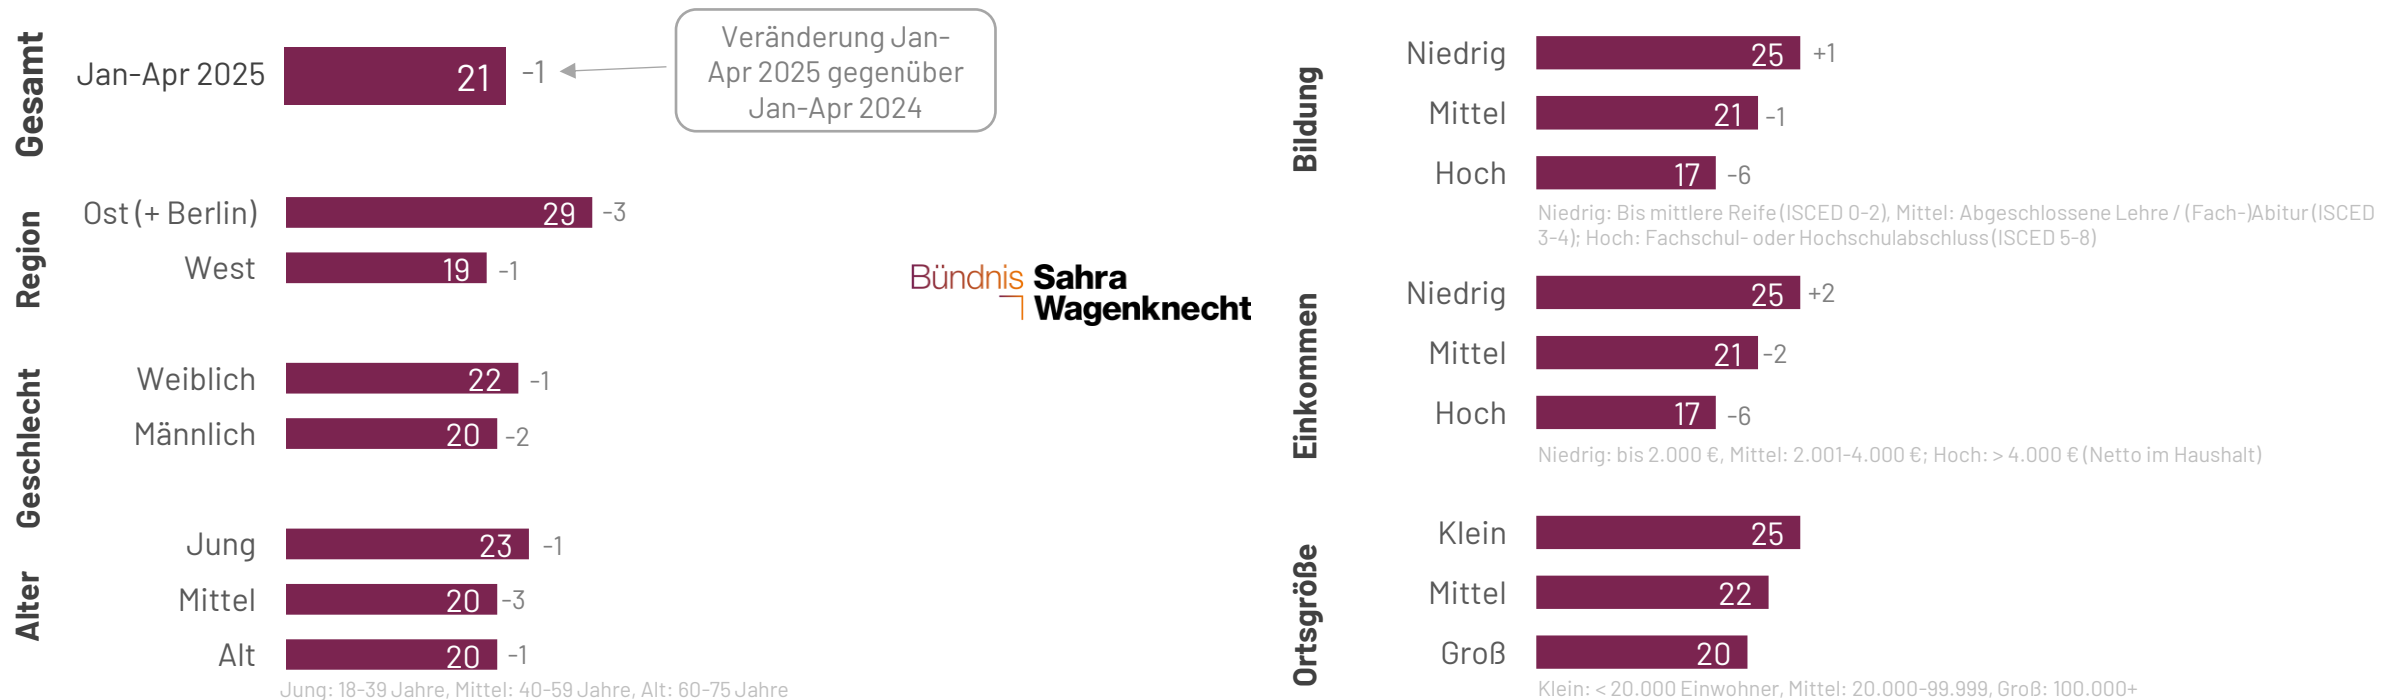 Gesamt
Jan-Apr 2025 21 -1
Veränderung Jan-
Apr 2025 gegenüber
Jan-Apr 2024
Region
Ost (+ Berlin) 29 -3
West 19 -1
Geschlecht
Weiblich 22 -1
Männlich 20 -2
Alter
Jung 23 -1
Mittel 20 -3
Alt 20 -1
Jung: 18-39 Jahre, Mittel: 40-59 Jahre, Alt: 60-75 Jahre
Bündnis Sahra
Wagenknecht
Bildung
Niedrig 25 +1
Mittel 21 -1
Hoch 17 -6
Niedrig: Bis mittlere Reife (ISCED 0-2), Mittel: Abgeschlossene Lehre / (Fach-)Abitur (ISCED
3-4); Hoch: Fachschul- oder Hochschulabschluss (ISCED 5-8)
Einkommen
Niedrig 25 +2
Mittel 21 -2
Hoch 17 -6
Niedrig: bis 2.000 €, Mittel: 2.001-4.000 €; Hoch: > 4.000 € (Netto im Haushalt)
Ortsgröße
Klein 25
Mittel 22
Groß 20
Klein: < 20.000 Einwohner, Mittel: 20.000-99.999, Groß: 100.000+